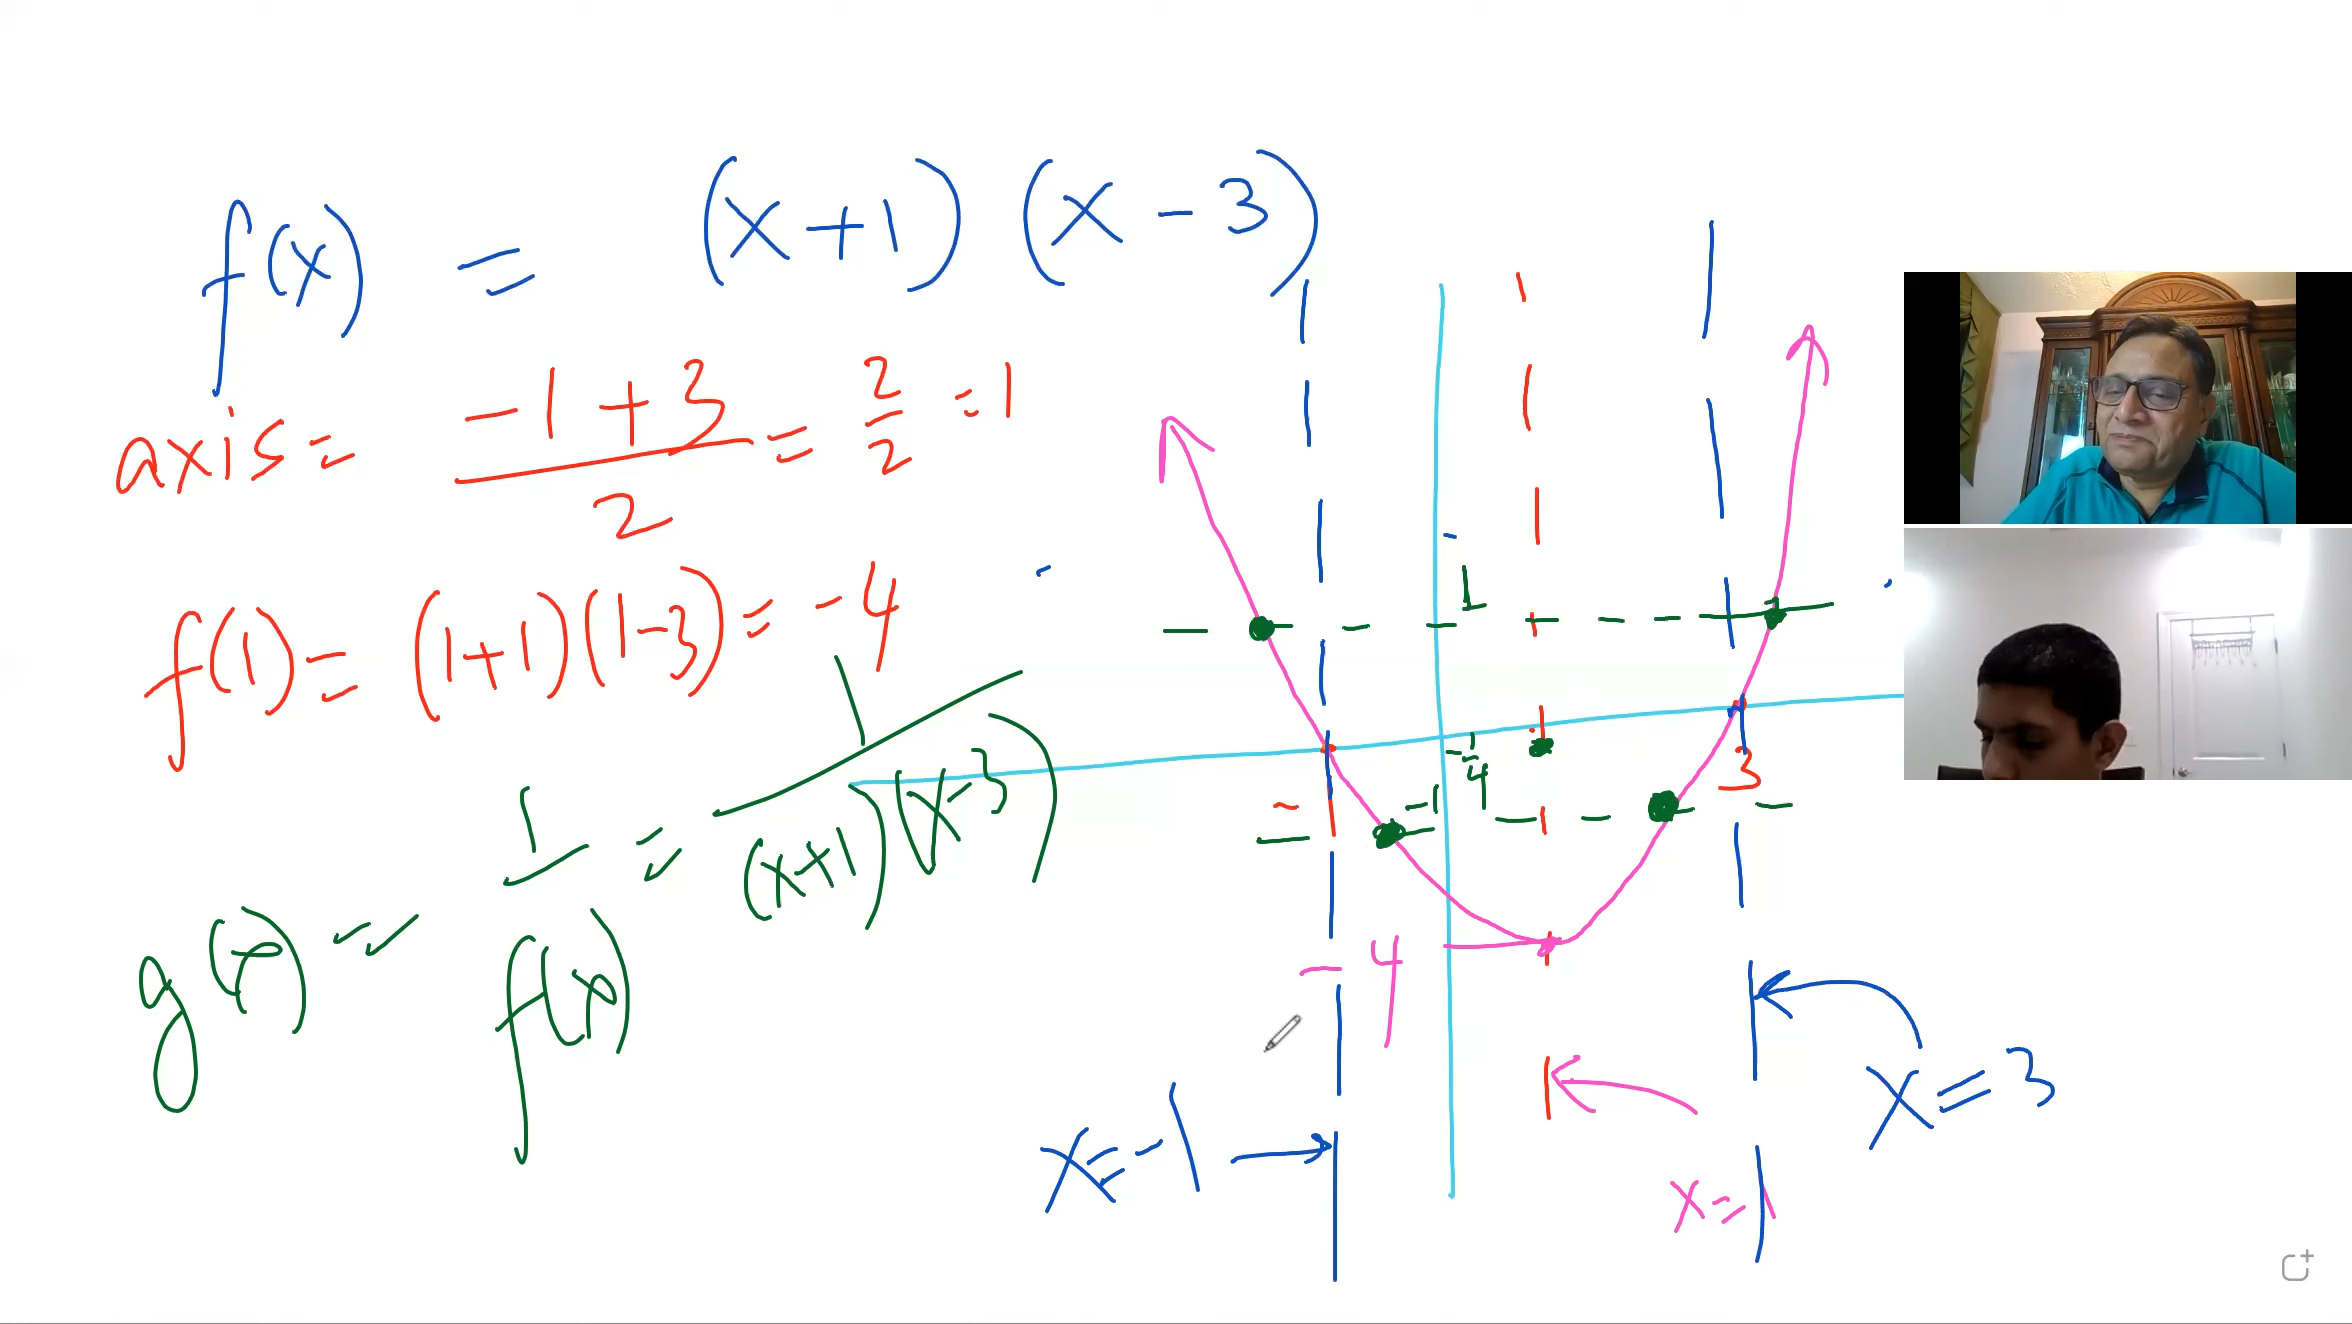 f(x) = (x+1)(x-3)
axis = (-1+3)/2 = 2/2 = 1
f(1) = (1+1)(1-3) = -4
g(x) = 1/f(x) = 1/((x+1)(x-3))
1
-1/4
-1
3
-4
x=-1
x=1
x=3